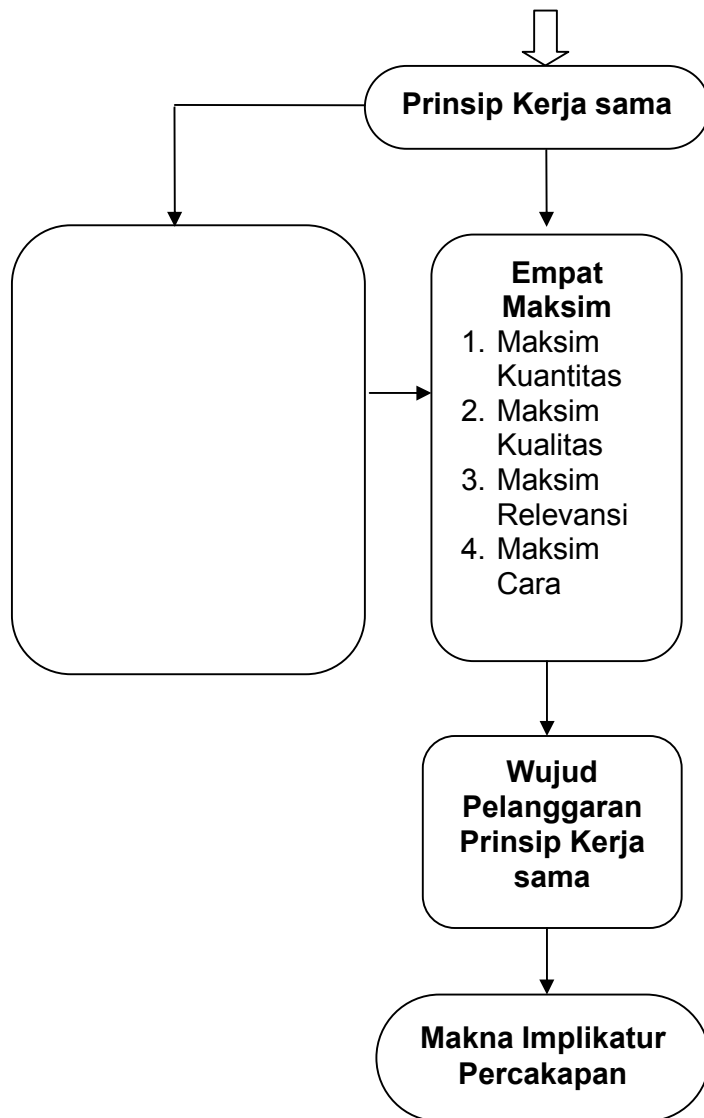 Prinsip Kerja sama
Empat
Maksim
1. Maksim
Kuantitas
2. Maksim
Kualitas
3. Maksim
Relevansi
4. Maksim
Cara
Wujud
Pelanggaran
Prinsip Kerja
sama
Makna Implikatur
Percakapan